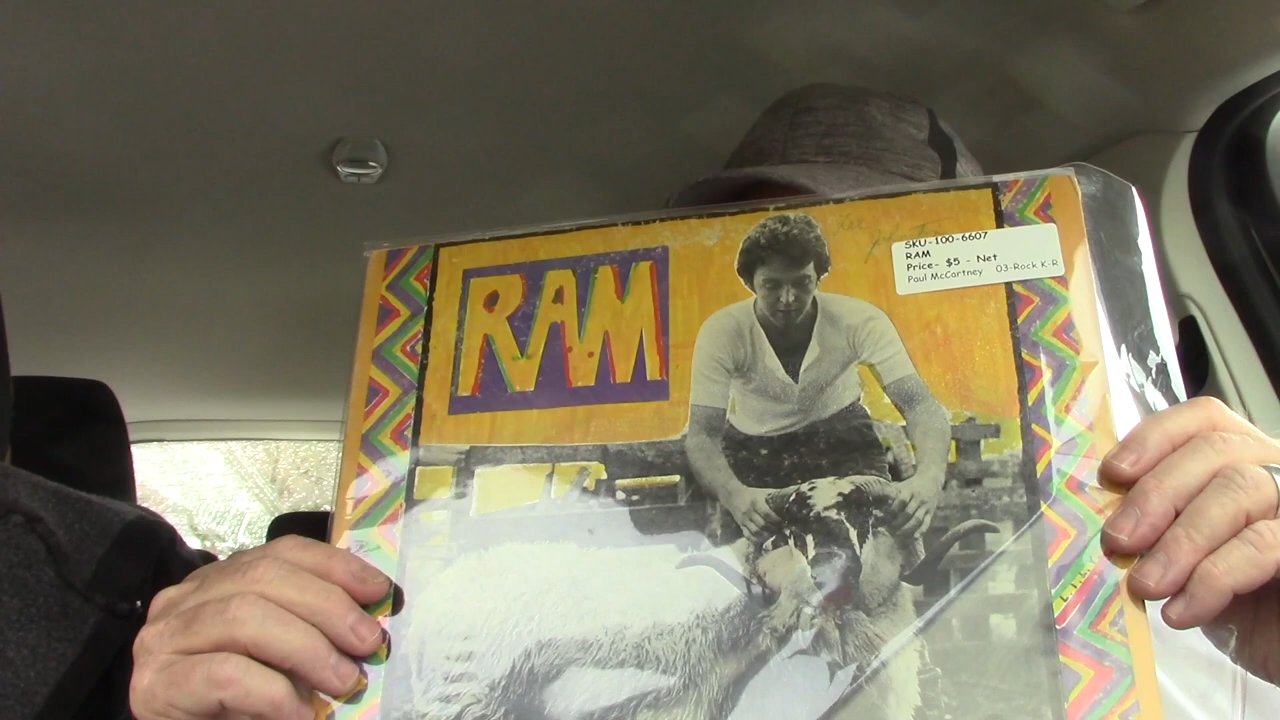 RAM
SKU-100-6607
RAM
Price- $5 - Net
Paul McCartney 03-Rock K-R
L.I.L.Y.